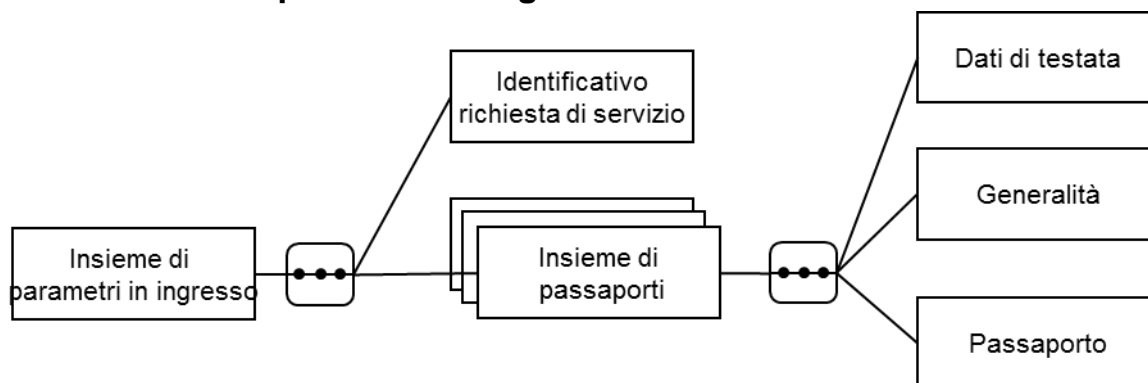 Identificativo
richiesta di servizio
Dati di testata
Generalità
Insieme di
parametri in ingresso
Insieme di
passaporti
Passaporto